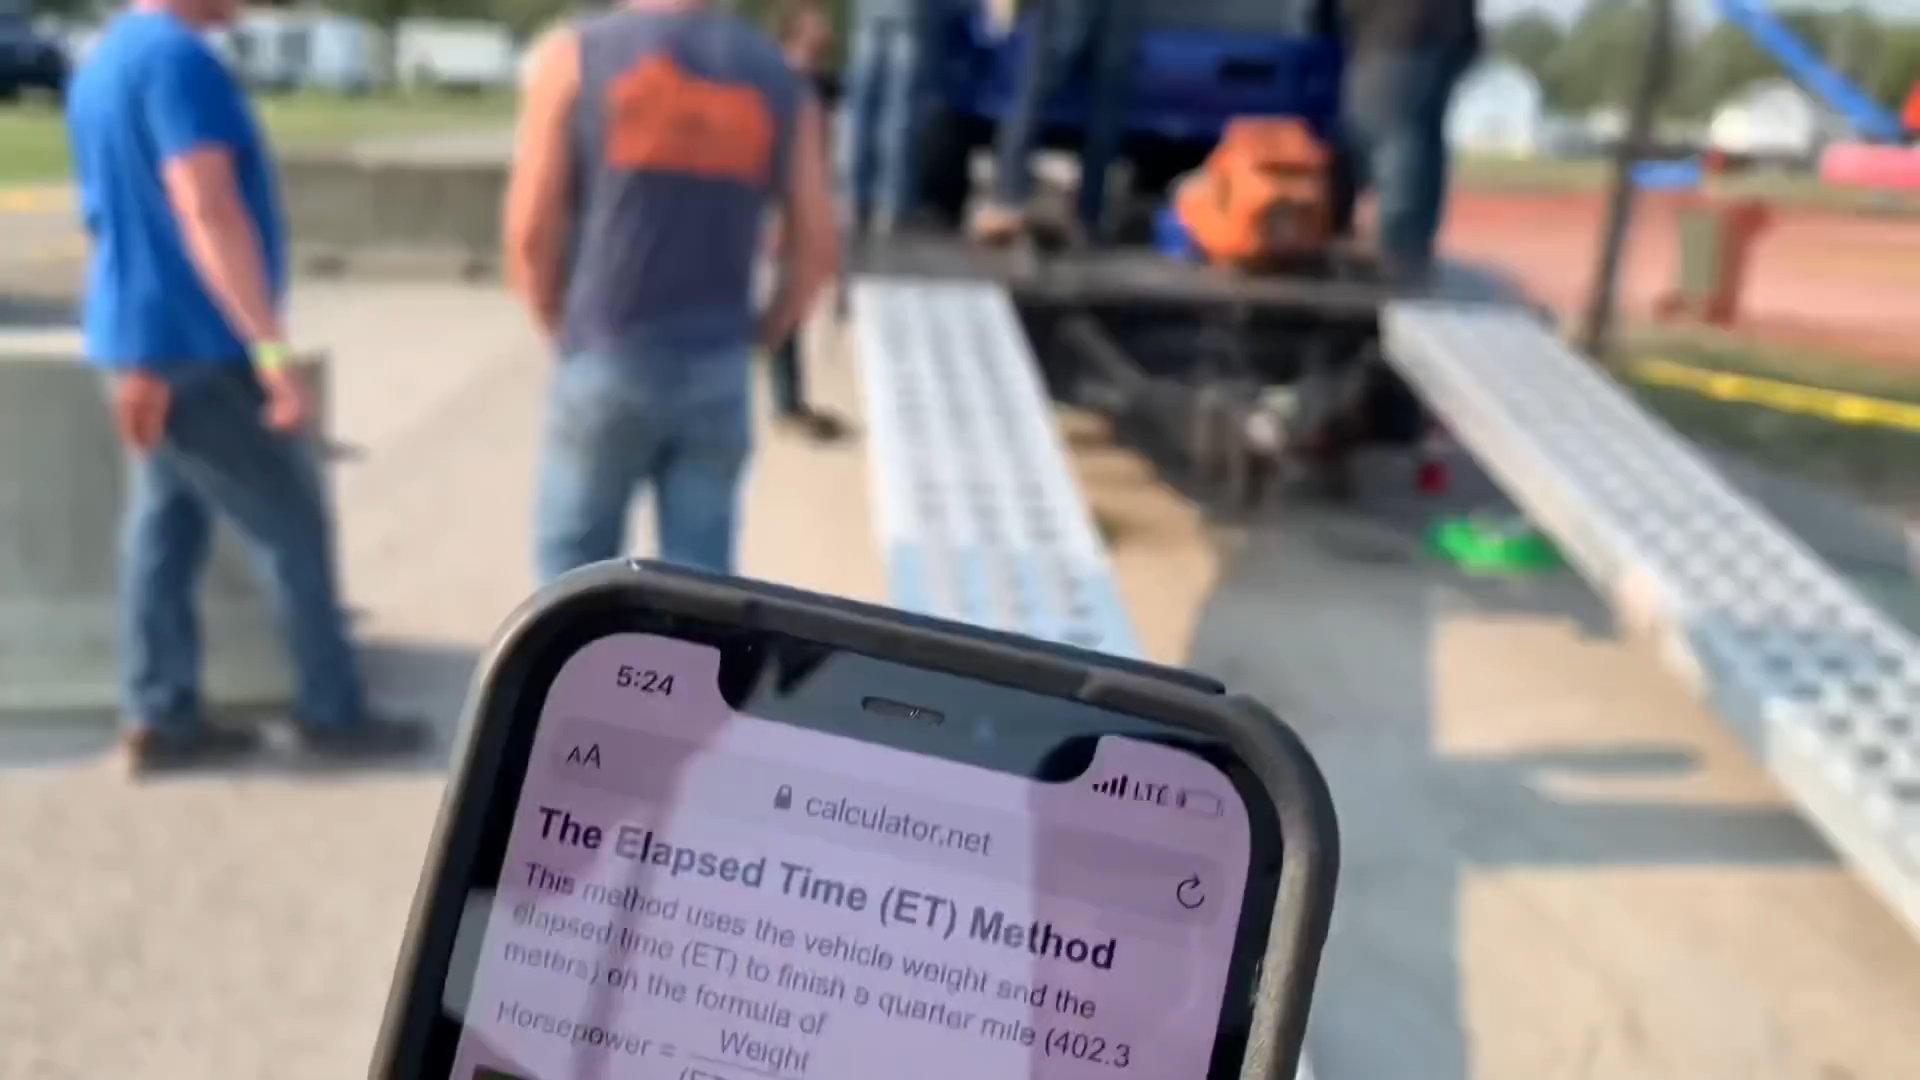 5:24
LTE
AA
calculator.net
The Elapsed Time (ET) Method
This method uses the vehicle weight and the
elapsed time (ET) to finish a quarter mile (402.3
meters) on the formula of
Horsepower =
Weight